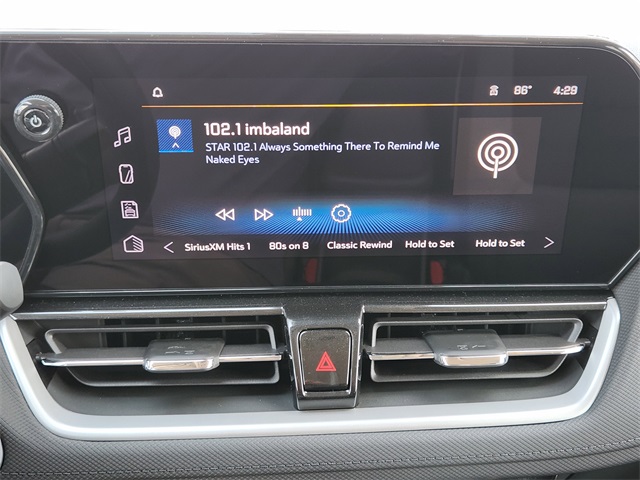 86° 4:29
102.1 imbaland
STAR 102.1 Always Something There To Remind Me
Naked Eyes
SiriusXM Hits 1 80s on 8 Classic Rewind Hold to Set Hold to Set